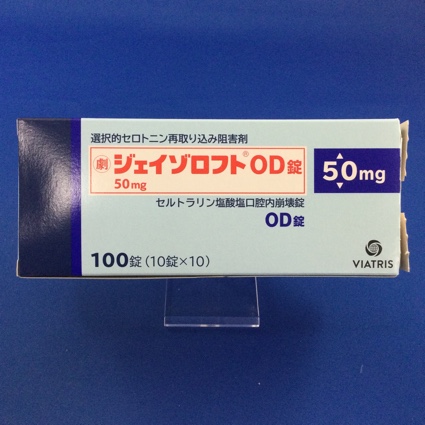 選択的セロトニン再取り込み阻害剤
劇 ジェイゾロフト® OD錠
50mg
50mg
セルトラリン塩酸塩口腔内崩壊錠
OD錠
100錠(10錠×10)
VIATRIS